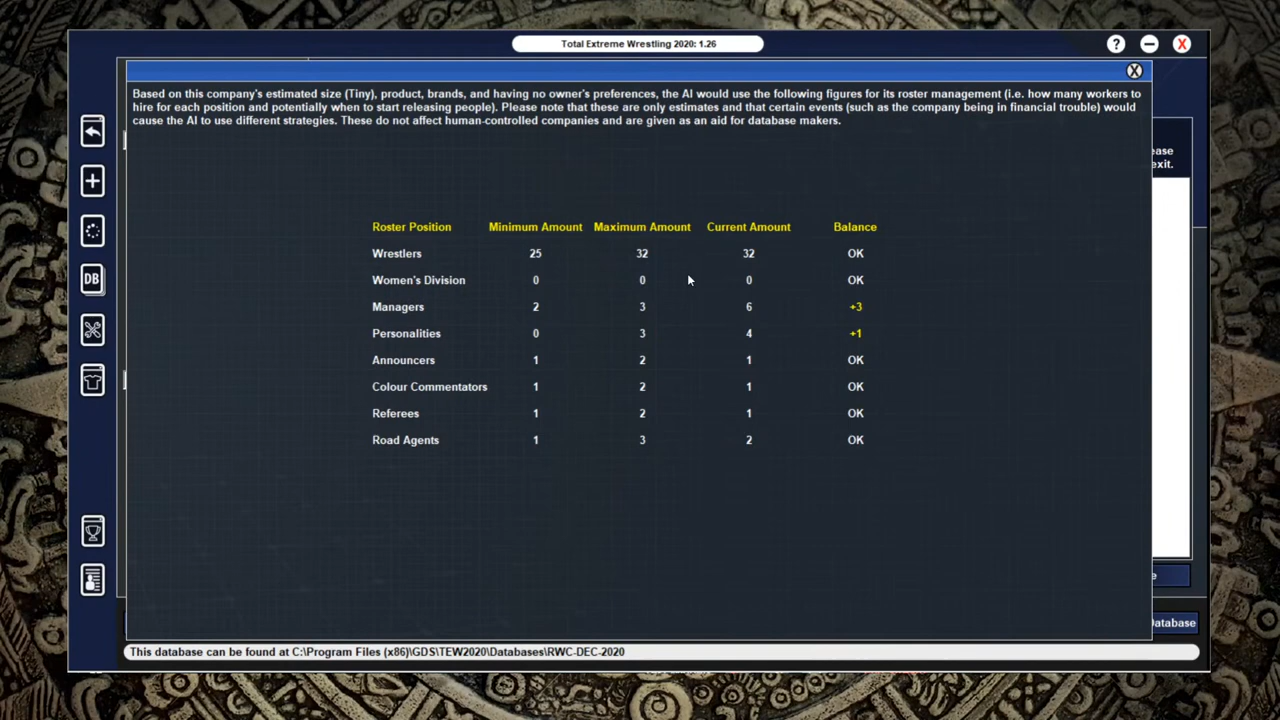 Total Extreme Wrestling 2020: 1.26
?
X
X
Based on this company's estimated size (Tiny), product, brands, and having no owner's preferences, the AI would use the following figures for its roster management (i.e. how many workers to
hire for each position and potentially when to start releasing people). Please note that these are only estimates and that certain events (such as the company being in financial trouble) would
cause the AI to use different strategies. These do not affect human-controlled companies and are given as an aid for database makers.
ease
exit.
DB
Roster Position Minimum Amount Maximum Amount Current Amount Balance
Wrestlers 25 32 32 OK
Women's Division 0 0 0 OK
Managers 2 3 6 +3
Personalities 0 3 4 +1
Announcers 1 2 1 OK
Colour Commentators 1 2 1 OK
Referees 1 2 1 OK
Road Agents 1 3 2 OK
e
Database
This database can be found at C:\Program Files (x86)\GDS\TEW2020\Databases\RWC-DEC-2020